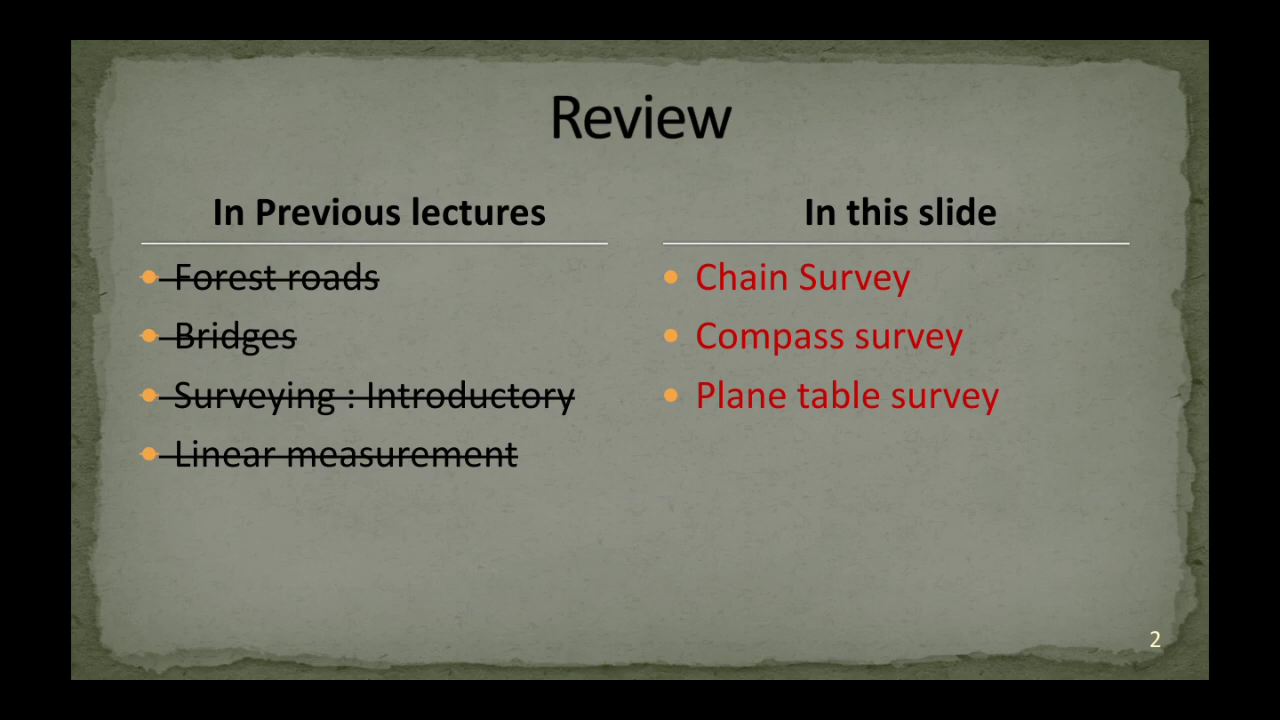 Review
In Previous lectures
Forest roads
Bridges
Surveying : Introductory
Linear measurement
In this slide
Chain Survey
Compass survey
Plane table survey
2